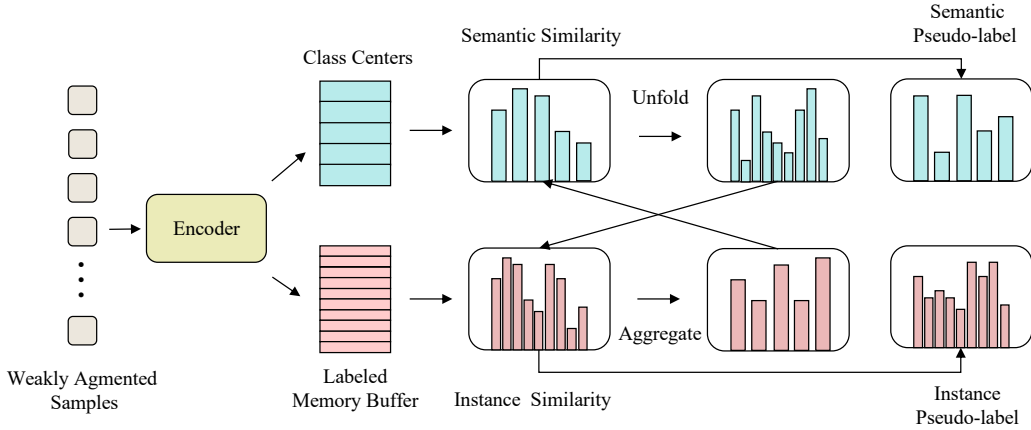 Semantic
Pseudo-label
Semantic Similarity
Class Centers
Unfold
Encoder
Aggregate
Weakly Agmented
Samples
Labeled
Memory Buffer
Instance Similarity
Instance
Pseudo-label